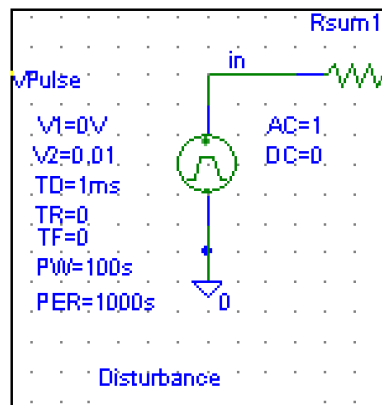 Rsum1
in
VPulse
V1=0V
AC=1
V2=0,01
DC=0
TD=1ms
TR=0
TF=0
PW=100s
PER=1000s
0
Disturbance